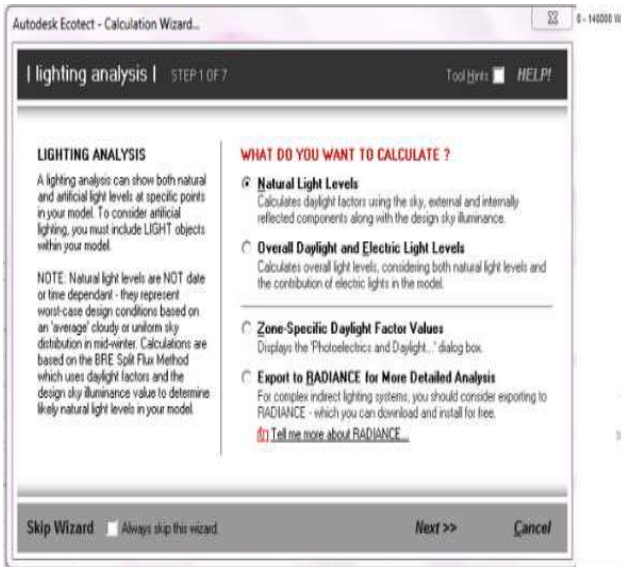 Autodesk Ecotect - Calculation Wizard...
0 - 140000 W
| lighting analysis | STEP 1 OF 7
Tool Hints HELP!
LIGHTING ANALYSIS
A lighting analysis can show both natural
and artificial light levels at specific points
in your model. To consider artificial
lighting, you must include LIGHT objects
within your model.
NOTE: Natural light levels are NOT date
or time dependant - they represent
worst-case design conditions based on
an 'average' cloudy or uniform sky
distribution in mid-winter. Calculations are
based on the BRE Split Flux Method
which uses daylight factors and the
design sky illuminance value to determine
likely natural light levels in your model.
WHAT DO YOU WANT TO CALCULATE ?
Natural Light Levels
Calculates daylight factors using the sky, external and internally
reflected components along with the design sky illuminance.
Overall Daylight and Electric Light Levels
Calculates overall light levels, considering both natural light levels and
the contribution of electric lights in the model.
Zone-Specific Daylight Factor Values
Displays the 'Photoelectrics and Daylight...' dialog box.
Export to RADIANCE for More Detailed Analysis
For complex indirect lighting systems, you should consider exporting to
RADIANCE - which you can download and install for free.
Tell me more about RADIANCE...
Skip Wizard Always skip this wizard.
Next >> Cancel